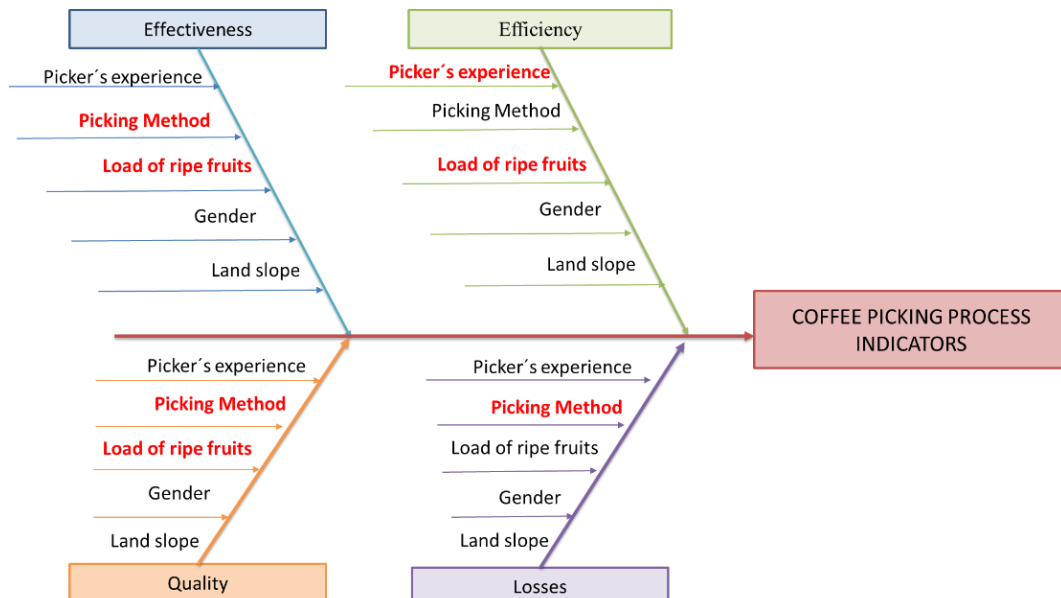 Effectiveness
Picker´s experience
Picking Method
Load of ripe fruits
Gender
Land slope
Efficiency
Picker´s experience
Picking Method
Load of ripe fruits
Gender
Land slope
COFFEE PICKING PROCESS
INDICATORS
Picker´s experience
Picking Method
Load of ripe fruits
Gender
Land slope
Quality
Picker´s experience
Picking Method
Load of ripe fruits
Gender
Land slope
Losses